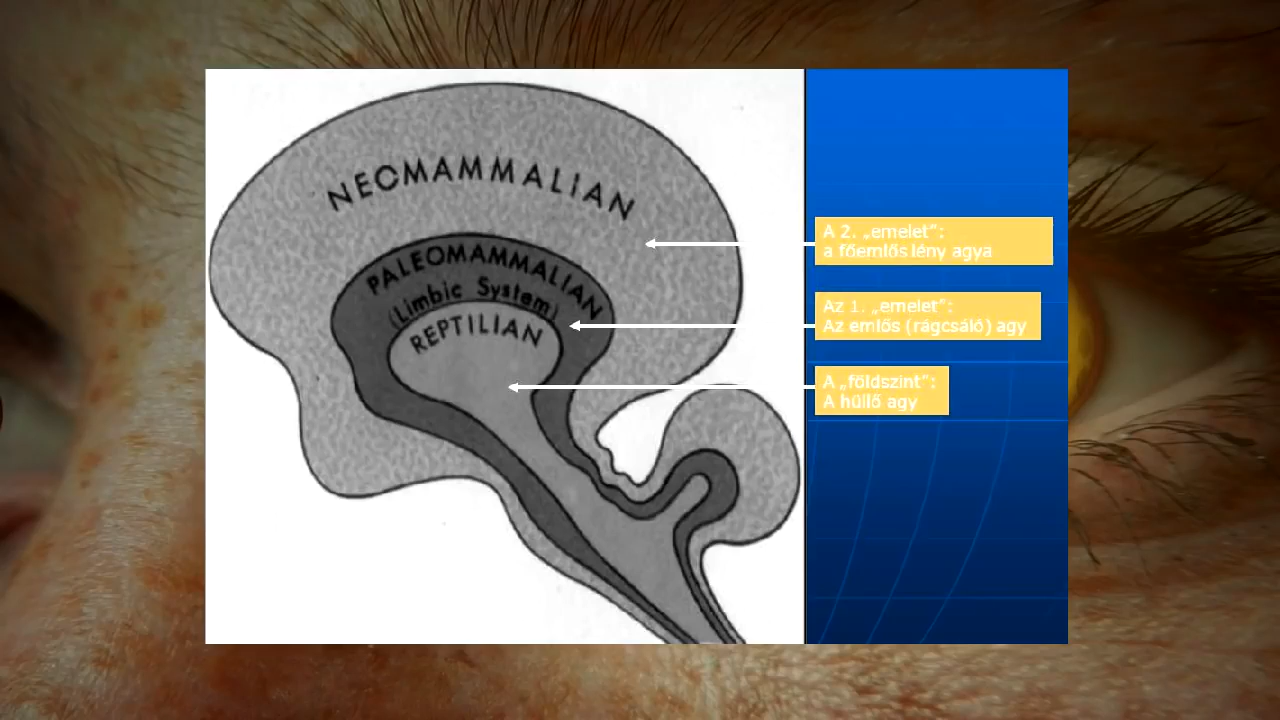 NEOMAMMALIAN
PALEOMAMMALIAN
(Limbic System)
REPTILIAN
A 2. „emelet”:
a főemlős lény agya
Az 1. „emelet”:
Az emlős (rágcsáló) agy
A „földszint”:
A hüllő agy